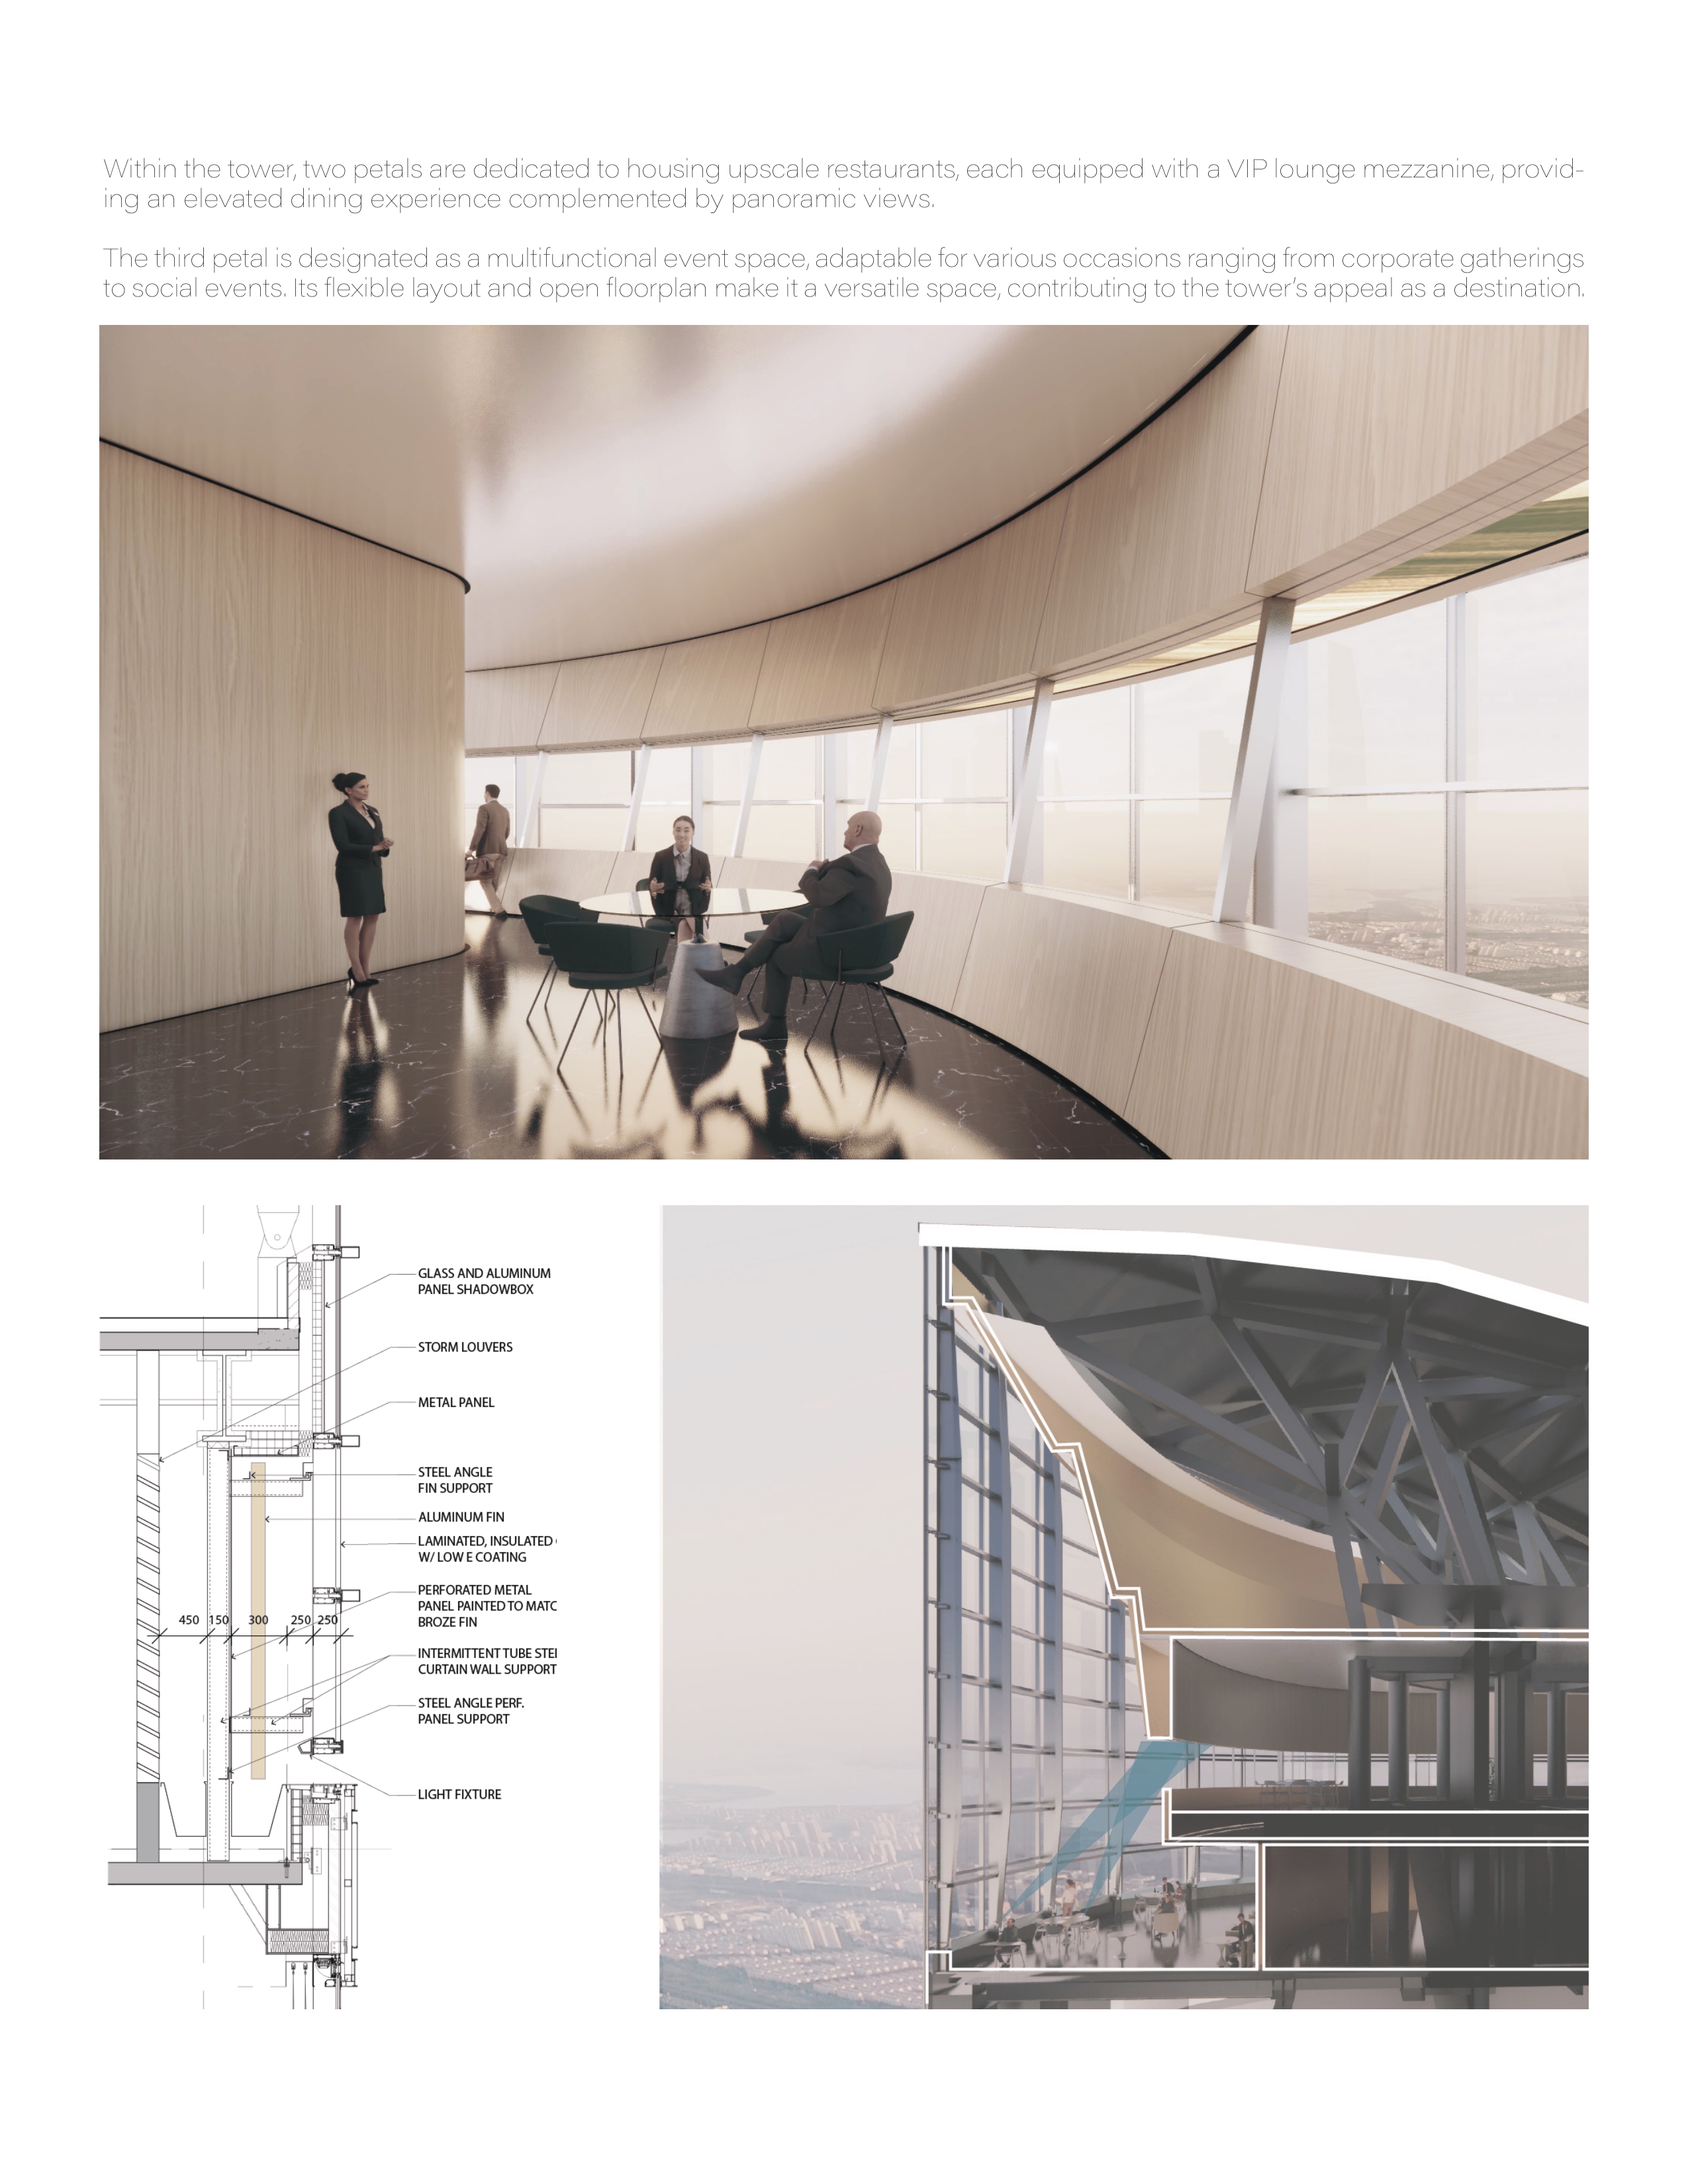 Within the tower, two petals are dedicated to housing upscale restaurants, each equipped with a VIP lounge mezzanine, provid-
ing an elevated dining experience complemented by panoramic views.
The third petal is designated as a multifunctional event space, adaptable for various occasions ranging from corporate gatherings
to social events. Its flexible layout and open floorplan make it a versatile space, contributing to the tower's appeal as a destination.
GLASS AND ALUMINUM
PANEL SHADOWBOX
STORM LOUVERS
METAL PANEL
STEEL ANGLE
FIN SUPPORT
ALUMINUM FIN
LAMINATED, INSULATED
W/ LOW E COATING
PERFORATED METAL
PANEL PAINTED TO MATC
BROZE FIN
450 150 300 250 250
INTERMITTENT TUBE STE
CURTAIN WALL SUPPORT
STEEL ANGLE PERF.
PANEL SUPPORT
LIGHT FIXTURE